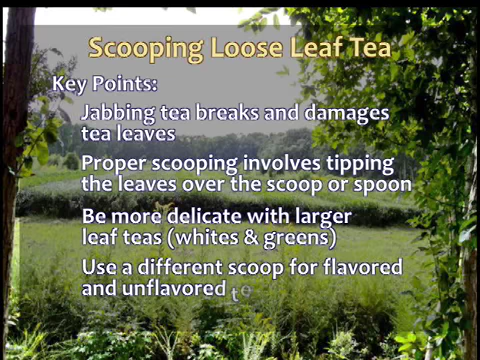 Scooping Loose Leaf Tea
Key Points:
Jabbing tea breaks and damages
tea leaves
Proper scooping involves tipping
the leaves over the scoop or spoon
Be more delicate with larger
leaf teas (whites & greens)
Use a different scoop for flavored
and unflavored te